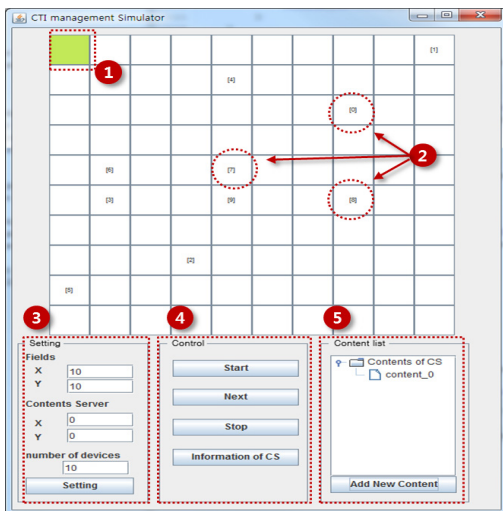 CTI management Simulator
[1]
1
[4]
[0]
2
[6]
[7]
[3]
[9]
[8]
[2]
[5]
3
4
5
Setting
Fields
X 10
Y 10
Contents Server
X 0
Y 0
number of devices
10
Setting
Control
Start
Next
Stop
Information of CS
Content list
Contents of CS
content_0
Add New Content